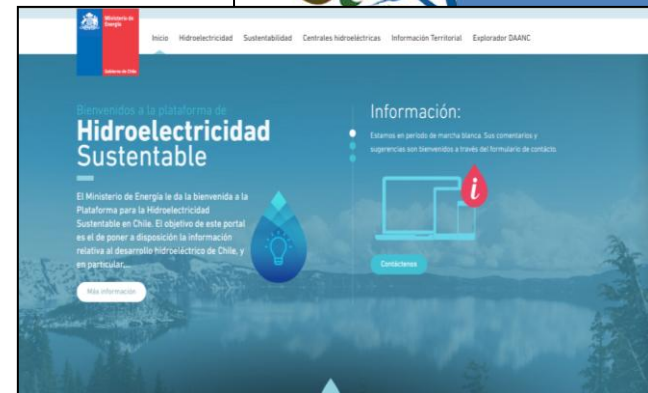 Ministerio de
Energía
Gobierno de Chile
Inicio Hidroelectricidad Sustentabilidad Centrales hidroeléctricas Información Territorial Explorador DAANC
Bienvenidos a la plataforma de
Hidroelectricidad
Sustentable
El Ministerio de Energía le da la bienvenida a la
Plataforma para la Hidroelectricidad
Sustentable en Chile. El objetivo de este portal
es el de poner a disposición la información
relativa al desarrollo hidroeléctrico de Chile, y
en particular,...
Más información
Información:
Estamos en período de marcha blanca. Sus comentarios y
sugerencias son bienvenidos a través del formulario de contácto.
i
Contáctenos